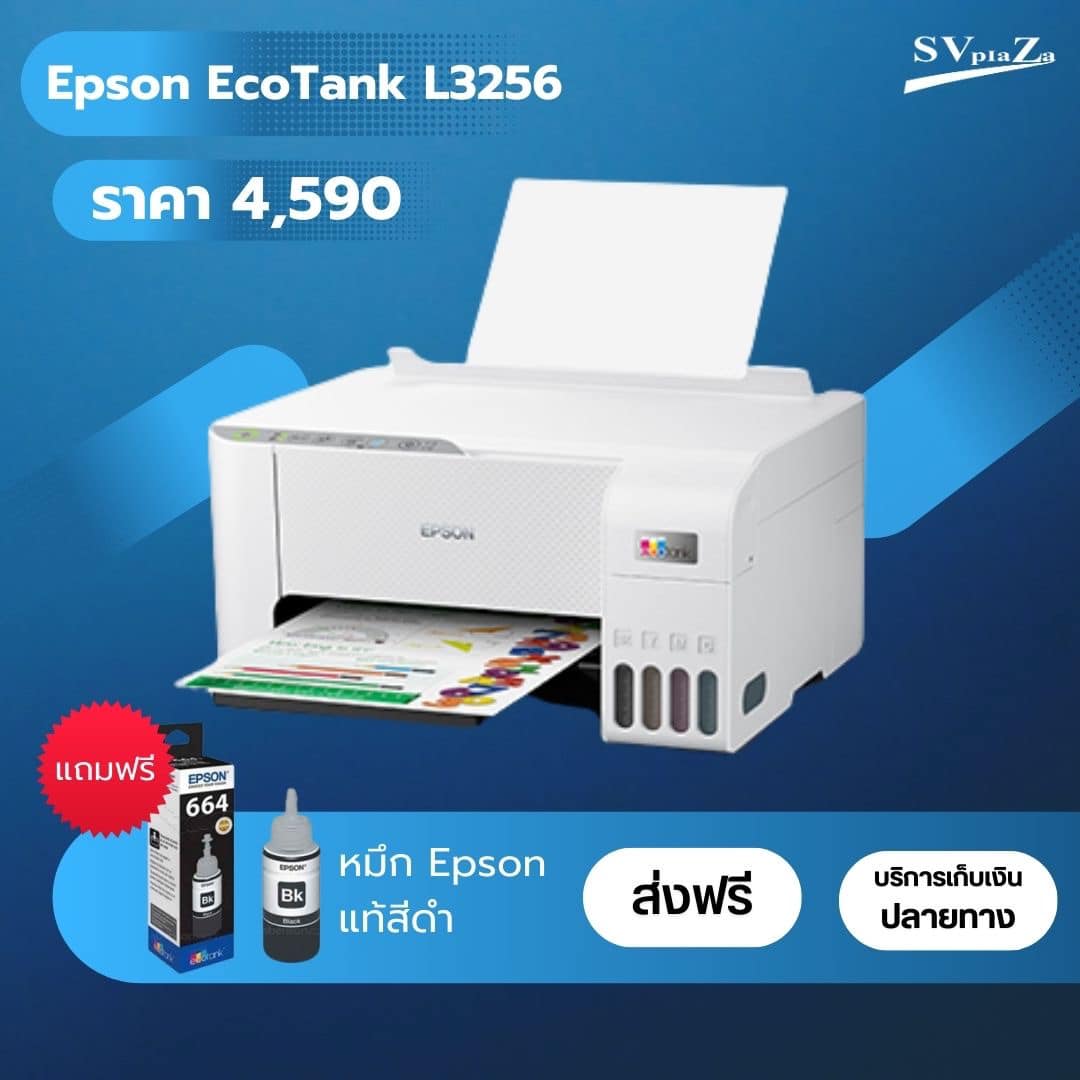 Epson EcoTank L3256
SVplaZa
ราคา 4,590
EPSON
แถมฟรี
EPSON
664
EPSON
Bk
Black
หมึก Epson
แท้สีดำ
ส่งฟรี
บริการเก็บเงิน
ปลายทาง
ecotank